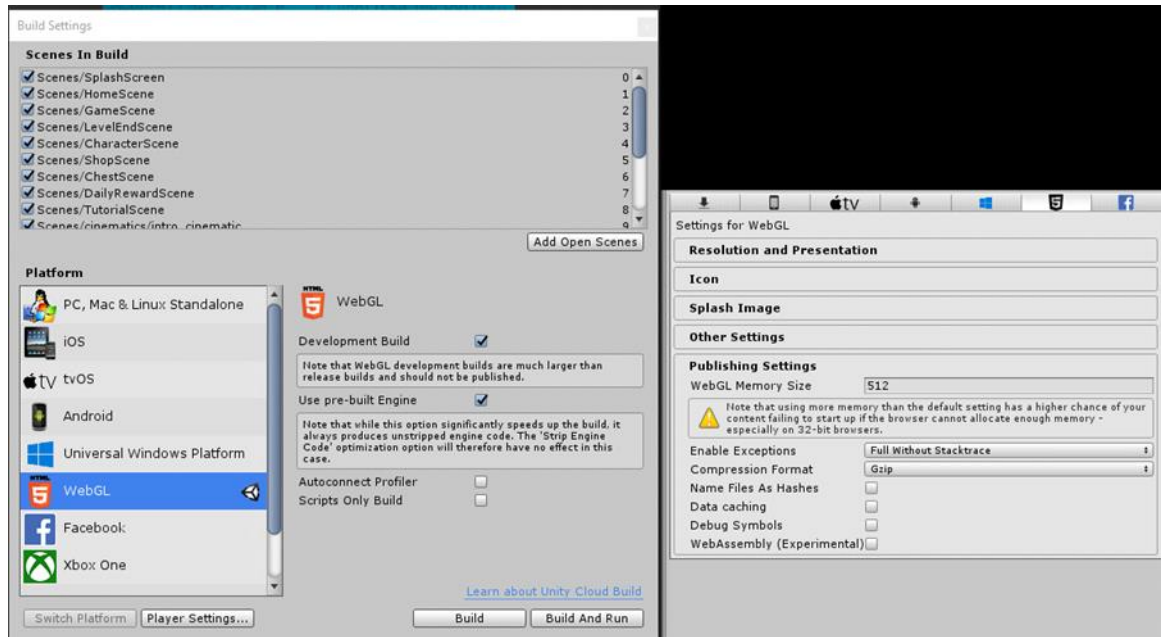 Build Settings
Scenes In Build
Scenes/SplashScreen 0
Scenes/HomeScene 1
Scenes/GameScene 2
Scenes/LevelEndScene 3
Scenes/CharacterScene 4
Scenes/ShopScene 5
Scenes/ChestScene 6
Scenes/DailyRewardScene 7
Scenes/TutorialScene 8
Scenes/cinematics/intro_cinematic 9
Add Open Scenes
Platform
PC, Mac & Linux Standalone
iOS
tv tvOS
Android
Universal Windows Platform
HTML 5 WebGL
Facebook
Xbox One
Switch Platform
Player Settings...
HTML 5 WebGL
Development Build
Note that WebGL development builds are much larger than
release builds and should not be published.
Use pre-built Engine
Note that while this option significantly speeds up the build, it
always produces unstripped engine code. The 'Strip Engine
Code' optimization option will therefore have no effect in this
case.
Autoconnect Profiler
Scripts Only Build
Learn about Unity Cloud Build
Build
Build And Run
tv
Settings for WebGL
Resolution and Presentation
Icon
Splash Image
Other Settings
Publishing Settings
WebGL Memory Size 512
Note that using more memory than the default setting has a higher chance of your
content failing to start up if the browser cannot allocate enough memory -
especially on 32-bit browsers.
Enable Exceptions Full Without Stacktrace
Compression Format Gzip
Name Files As Hashes
Data caching
Debug Symbols
WebAssembly (Experimental)